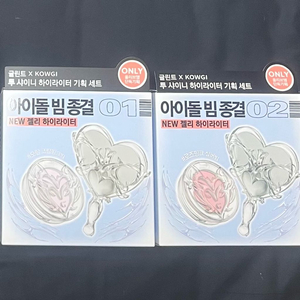 글린트 X KOWGI
투 샤이니 하이라이터 기획 세트
ONLY
아이돌 빔 종결 01
NEW 젤리 하이라이터
글린트 X KOWGI
투 샤이니 하이라이터 기획 세트
ONLY
아이돌 빔 종결 02
NEW 젤리 하이라이터